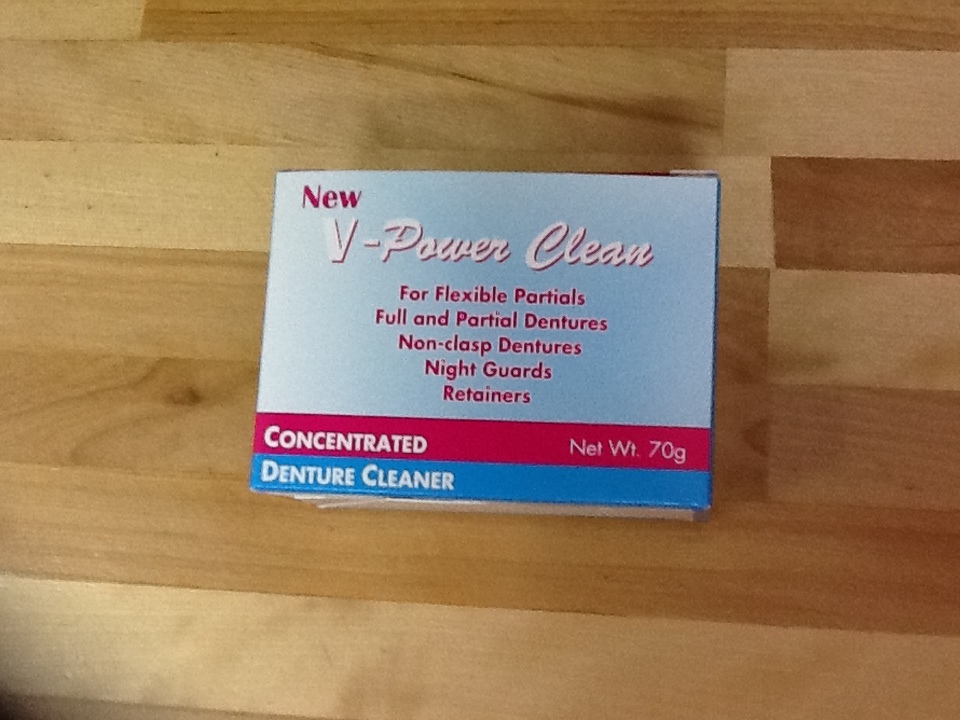 New
V-Power Clean
For Flexible Partials
Full and Partial Dentures
Non-clasp Dentures
Night Guards
Retainers
CONCENTRATED Net Wt. 70g
DENTURE CLEANER